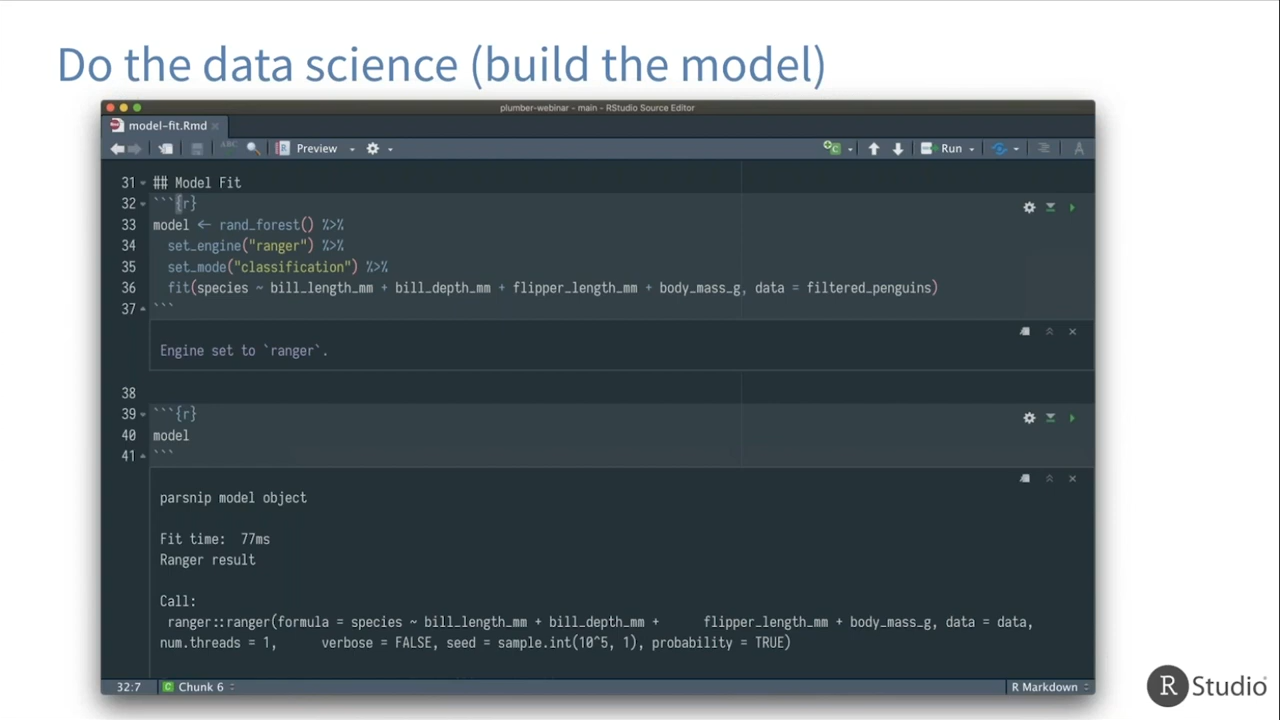 Do the data science (build the model)
plumber-webinar - main - RStudio Source Editor
model-fit.Rmd
ABC
Preview
Run
31 ## Model Fit
32 ```{r}
33 model <- rand_forest() %>%
34 set_engine("ranger") %>%
35 set_mode("classification") %>%
36 fit(species ~ bill_length_mm + bill_depth_mm + flipper_length_mm + body_mass_g, data = filtered_penguins)
37 ```
Engine set to `ranger`.
38
39 ```{r}
40 model
41 ```
parsnip model object
Fit time: 77ms
Ranger result
Call:
ranger::ranger(formula = species ~ bill_length_mm + bill_depth_mm + flipper_length_mm + body_mass_g, data = data,
num.threads = 1, verbose = FALSE, seed = sample.int(10^5, 1), probability = TRUE)
32:7 C Chunk 6 R Markdown
R Studio